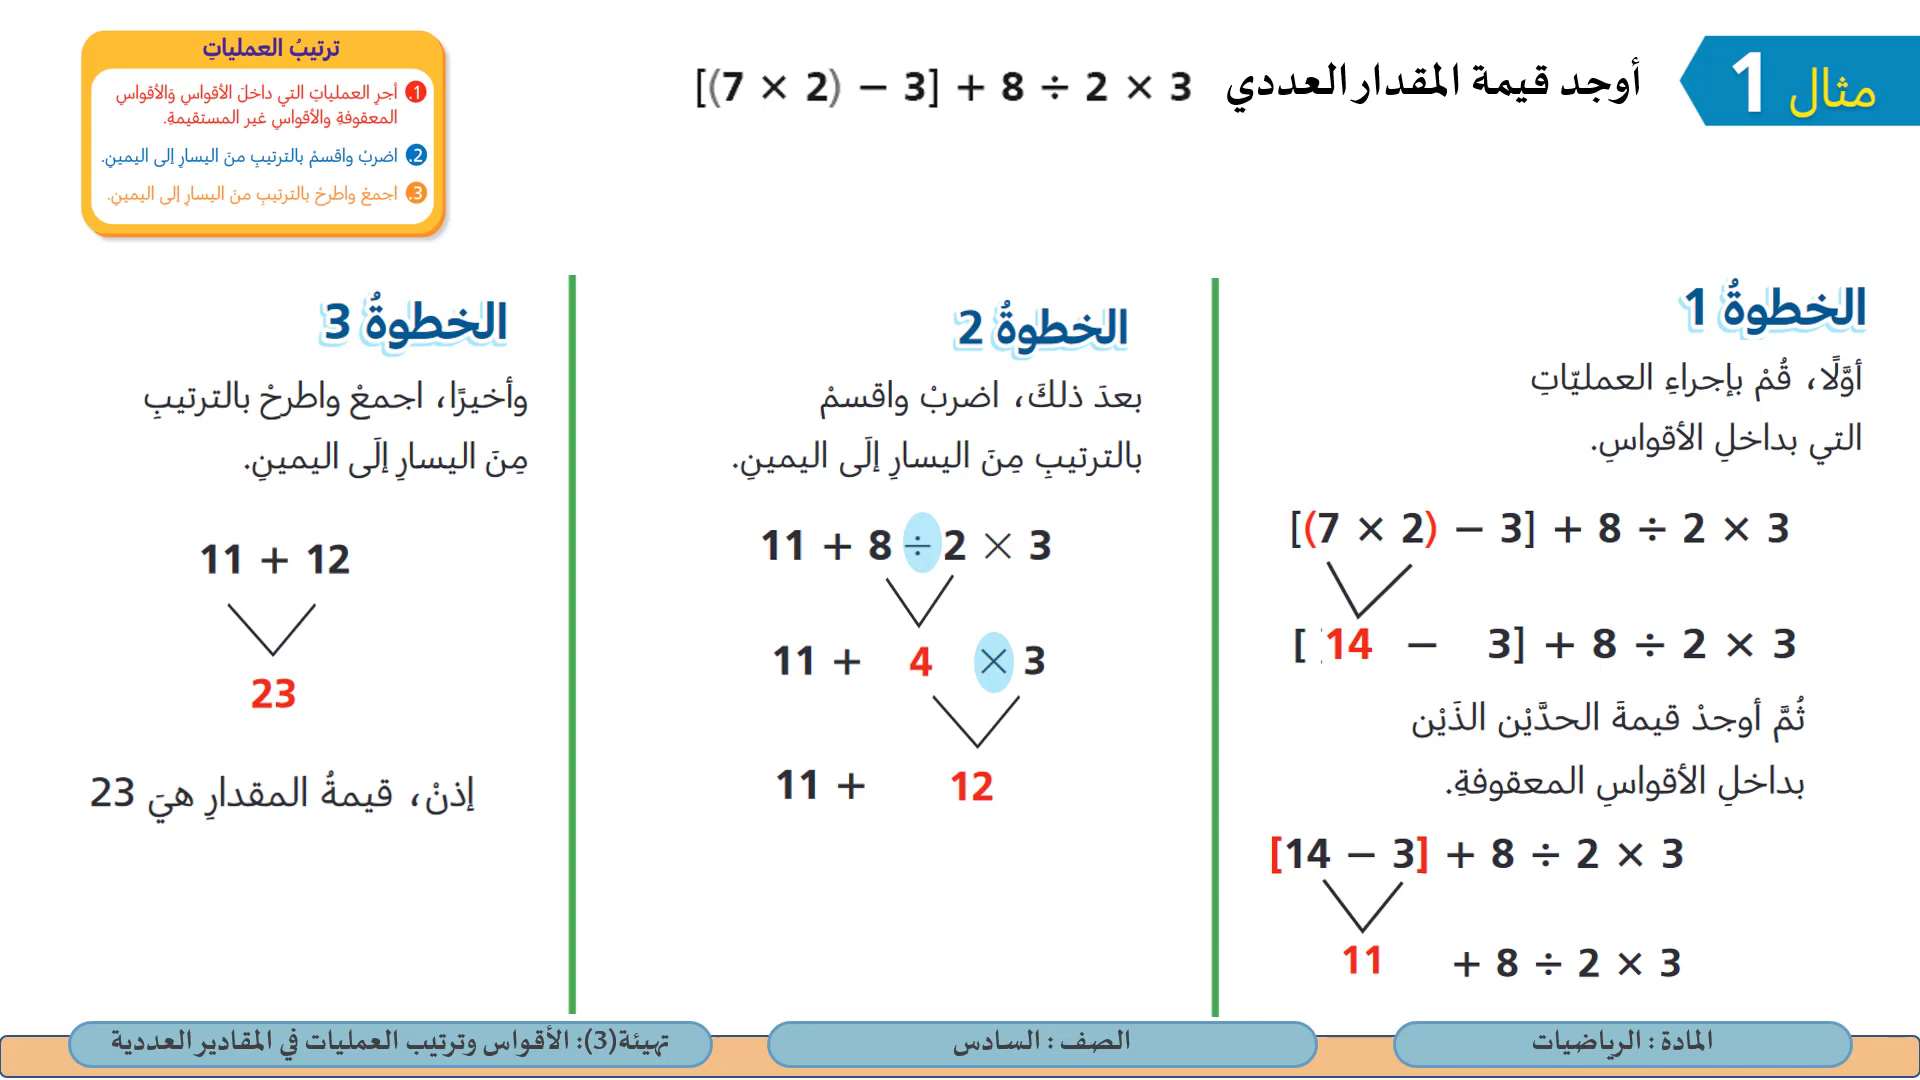 مثال 1
أوجد قيمة المقدار العددي [(7 × 2) − 3] + 8 ÷ 2 × 3
ترتيبُ العملياتِ
1. أجرِ العملياتِ التي داخلَ الأقواسِ وَالأقواسِ
المعقوفةِ والأقواسِ غير المستقيمةِ.
2. اضربْ واقسمْ بالترتيبِ منَ اليسارِ إلى اليمينِ.
3. اجمعْ واطرحْ بالترتيبِ منَ اليسارِ إلى اليمينِ.
الخطوةُ 1
أوَّلًا، قُمْ بإجراءِ العمليّاتِ
التي بداخلِ الأقواسِ.
[(7 × 2) − 3] + 8 ÷ 2 × 3
[ 14 − 3] + 8 ÷ 2 × 3
ثُمَّ أوجدْ قيمةَ الحدَّيْن الذَيْن
بداخلِ الأقواسِ المعقوفةِ.
[14 − 3] + 8 ÷ 2 × 3
11 + 8 ÷ 2 × 3
الخطوةُ 2
بعدَ ذلكَ، اضربْ واقسمْ
بالترتيبِ مِنَ اليسارِ إلَى اليمينِ.
11 + 8 ÷ 2 × 3
11 + 4 × 3
11 + 12
الخطوةُ 3
وأخيرًا، اجمعْ واطرحْ بالترتيبِ
مِنَ اليسارِ إلَى اليمينِ.
11 + 12
23
إذنْ، قيمةُ المقدارِ هيَ 23
المادة : الرياضيات
الصف : السادس
تهيئة(3): الأقواس وترتيب العمليات في المقادير العددية